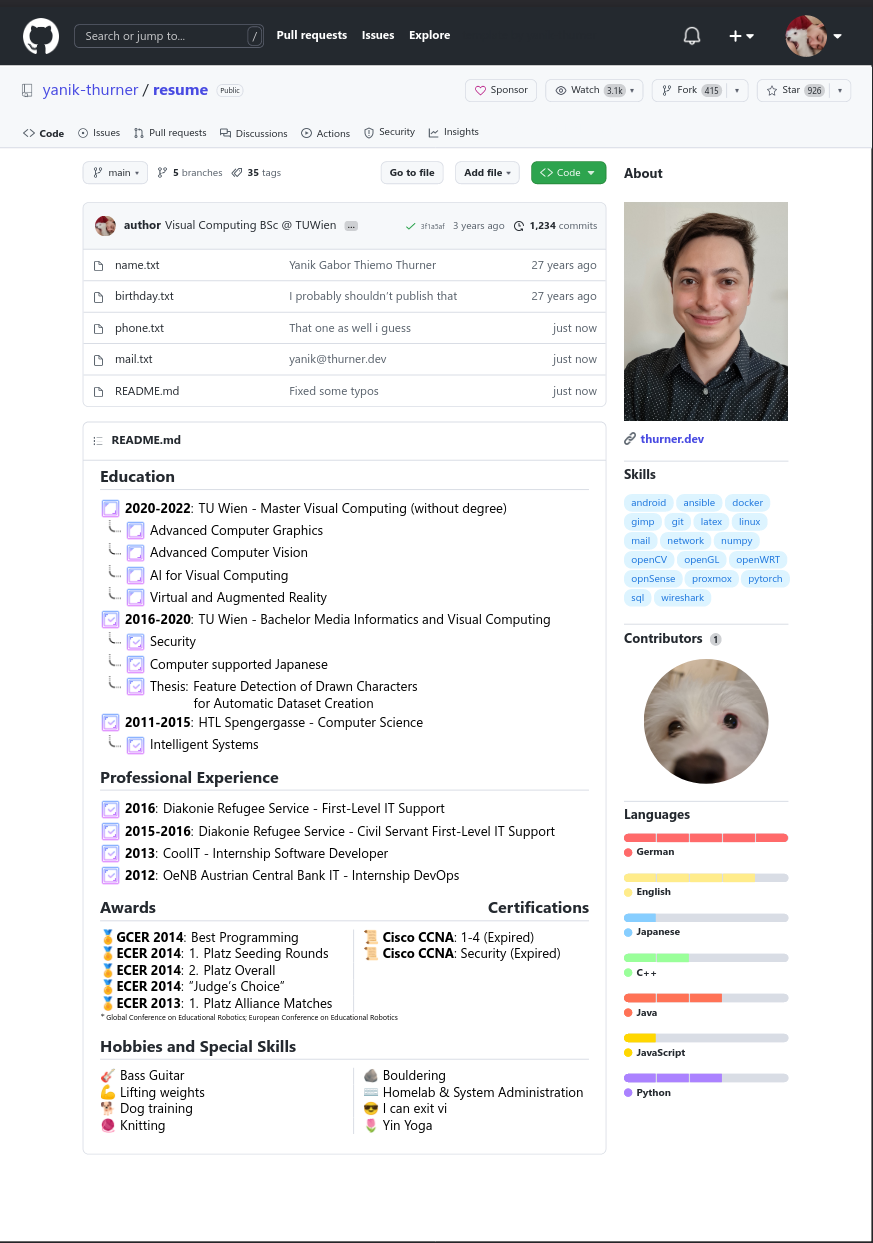 Search or jump to...
/
Pull requests Issues Explore
yanik-thurner / resume Public
Sponsor Watch 3.1k Fork 415 Star 926
Code Issues Pull requests Discussions Actions Security Insights
main 5 branches 35 tags Go to file Add file Code
author Visual Computing BSc @ TUWien ... 3f1a5af 3 years ago 1,234 commits
name.txt Yanik Gabor Thiemo Thurner 27 years ago
birthday.txt I probably shouldn't publish that 27 years ago
phone.txt That one as well i guess just now
mail.txt yanik@thurner.dev just now
README.md Fixed some typos just now
README.md
Education
2020-2022: TU Wien - Master Visual Computing (without degree)
Advanced Computer Graphics
Advanced Computer Vision
AI for Visual Computing
Virtual and Augmented Reality
2016-2020: TU Wien - Bachelor Media Informatics and Visual Computing
Security
Computer supported Japanese
Thesis: Feature Detection of Drawn Characters
for Automatic Dataset Creation
2011-2015: HTL Spengergasse - Computer Science
Intelligent Systems
Professional Experience
2016: Diakonie Refugee Service - First-Level IT Support
2015-2016: Diakonie Refugee Service - Civil Servant First-Level IT Support
2013: CoolIT - Internship Software Developer
2012: OeNB Austrian Central Bank IT - Internship DevOps
Awards
GCER 2014: Best Programming
ECER 2014: 1. Platz Seeding Rounds
ECER 2014: 2. Platz Overall
ECER 2014: "Judge's Choice"
ECER 2013: 1. Platz Alliance Matches
* Global Conference on Educational Robotics; European Conference on Educational Robotics
Certifications
Cisco CCNA: 1-4 (Expired)
Cisco CCNA: Security (Expired)
Hobbies and Special Skills
Bass Guitar
Lifting weights
Dog training
Knitting
Bouldering
Homelab & System Administration
I can exit vi
Yin Yoga
About
thurner.dev
Skills
android ansible docker
gimp git latex linux
mail network numpy
openCV openGL openWRT
opnSense proxmox pytorch
sql wireshark
Contributors 1
Languages
German
English
Japanese
C++
Java
JavaScript
Python